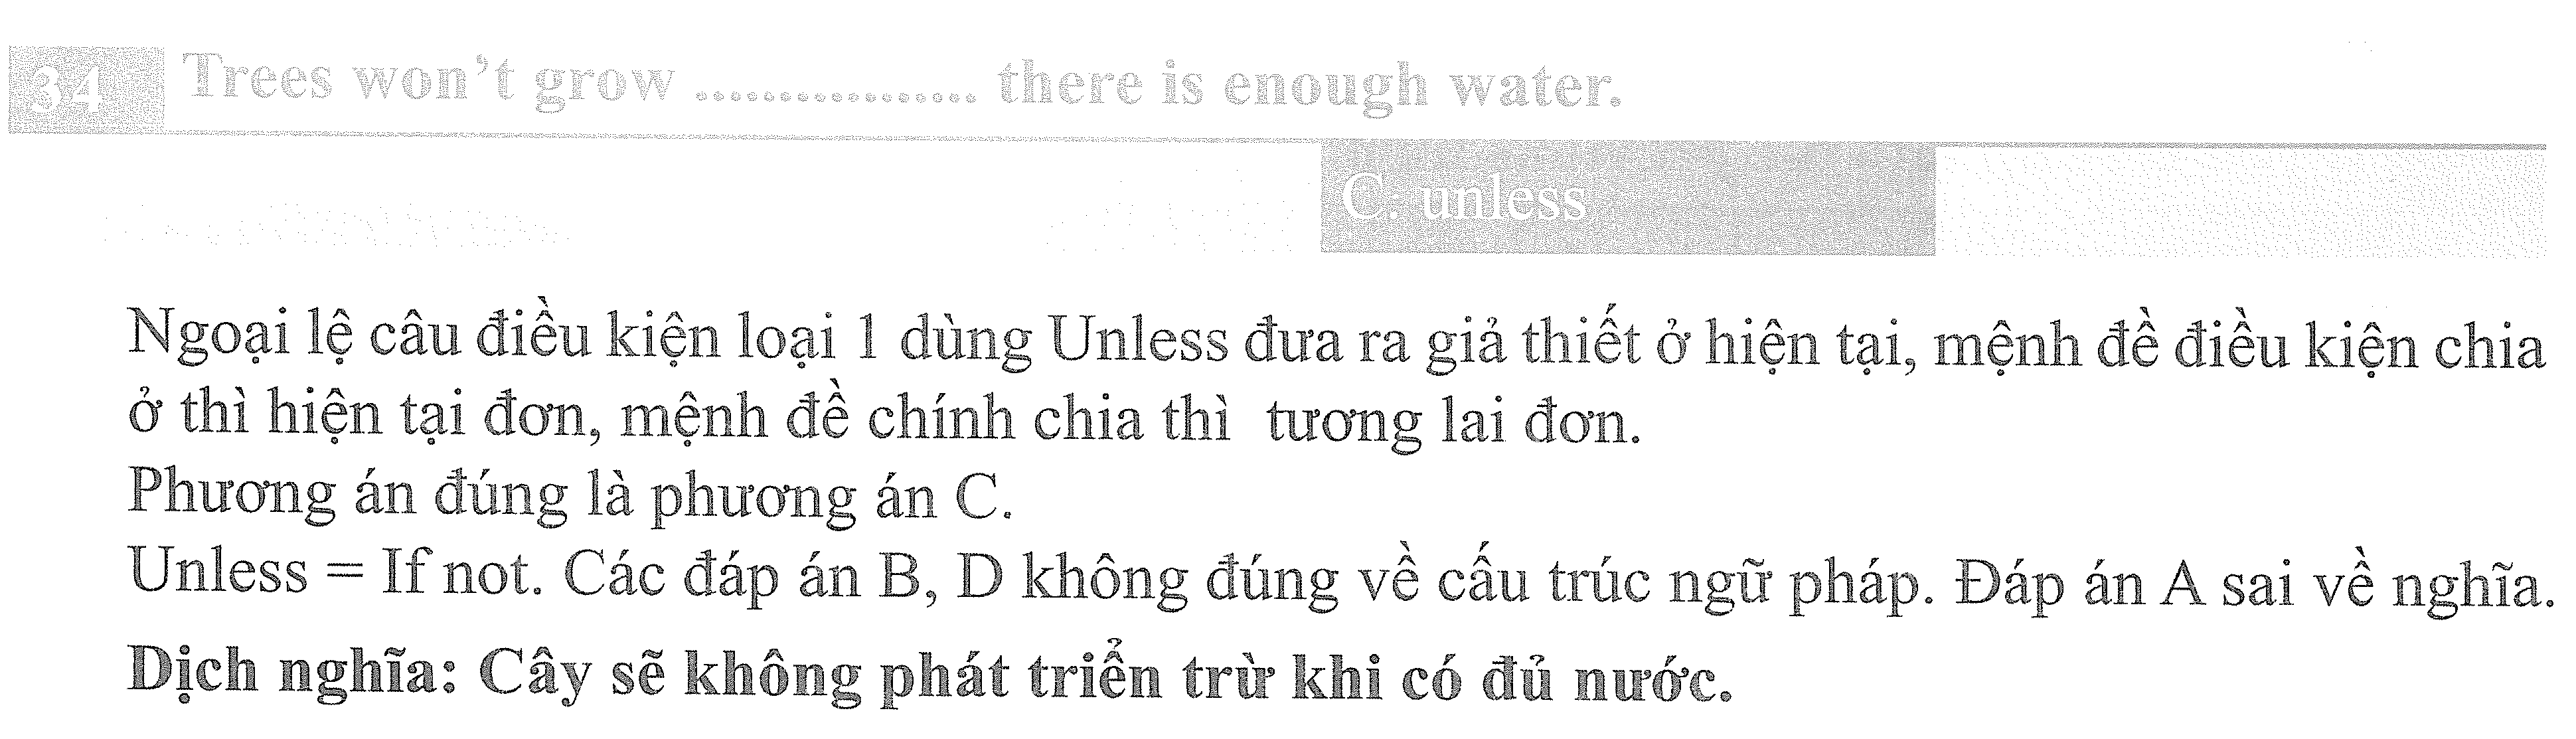 34 Trees won't grow ................. there is enough water.
C. unless
Ngoại lệ câu điều kiện loại 1 dùng Unless đưa ra giả thiết ở hiện tại, mệnh đề điều kiện chia
ở thì hiện tại đơn, mệnh đề chính chia thì tương lai đơn.
Phương án đúng là phương án C.
Unless = If not. Các đáp án B, D không đúng về cấu trúc ngữ pháp. Đáp án A sai về nghĩa.
Dịch nghĩa: Cây sẽ không phát triển trừ khi có đủ nước.